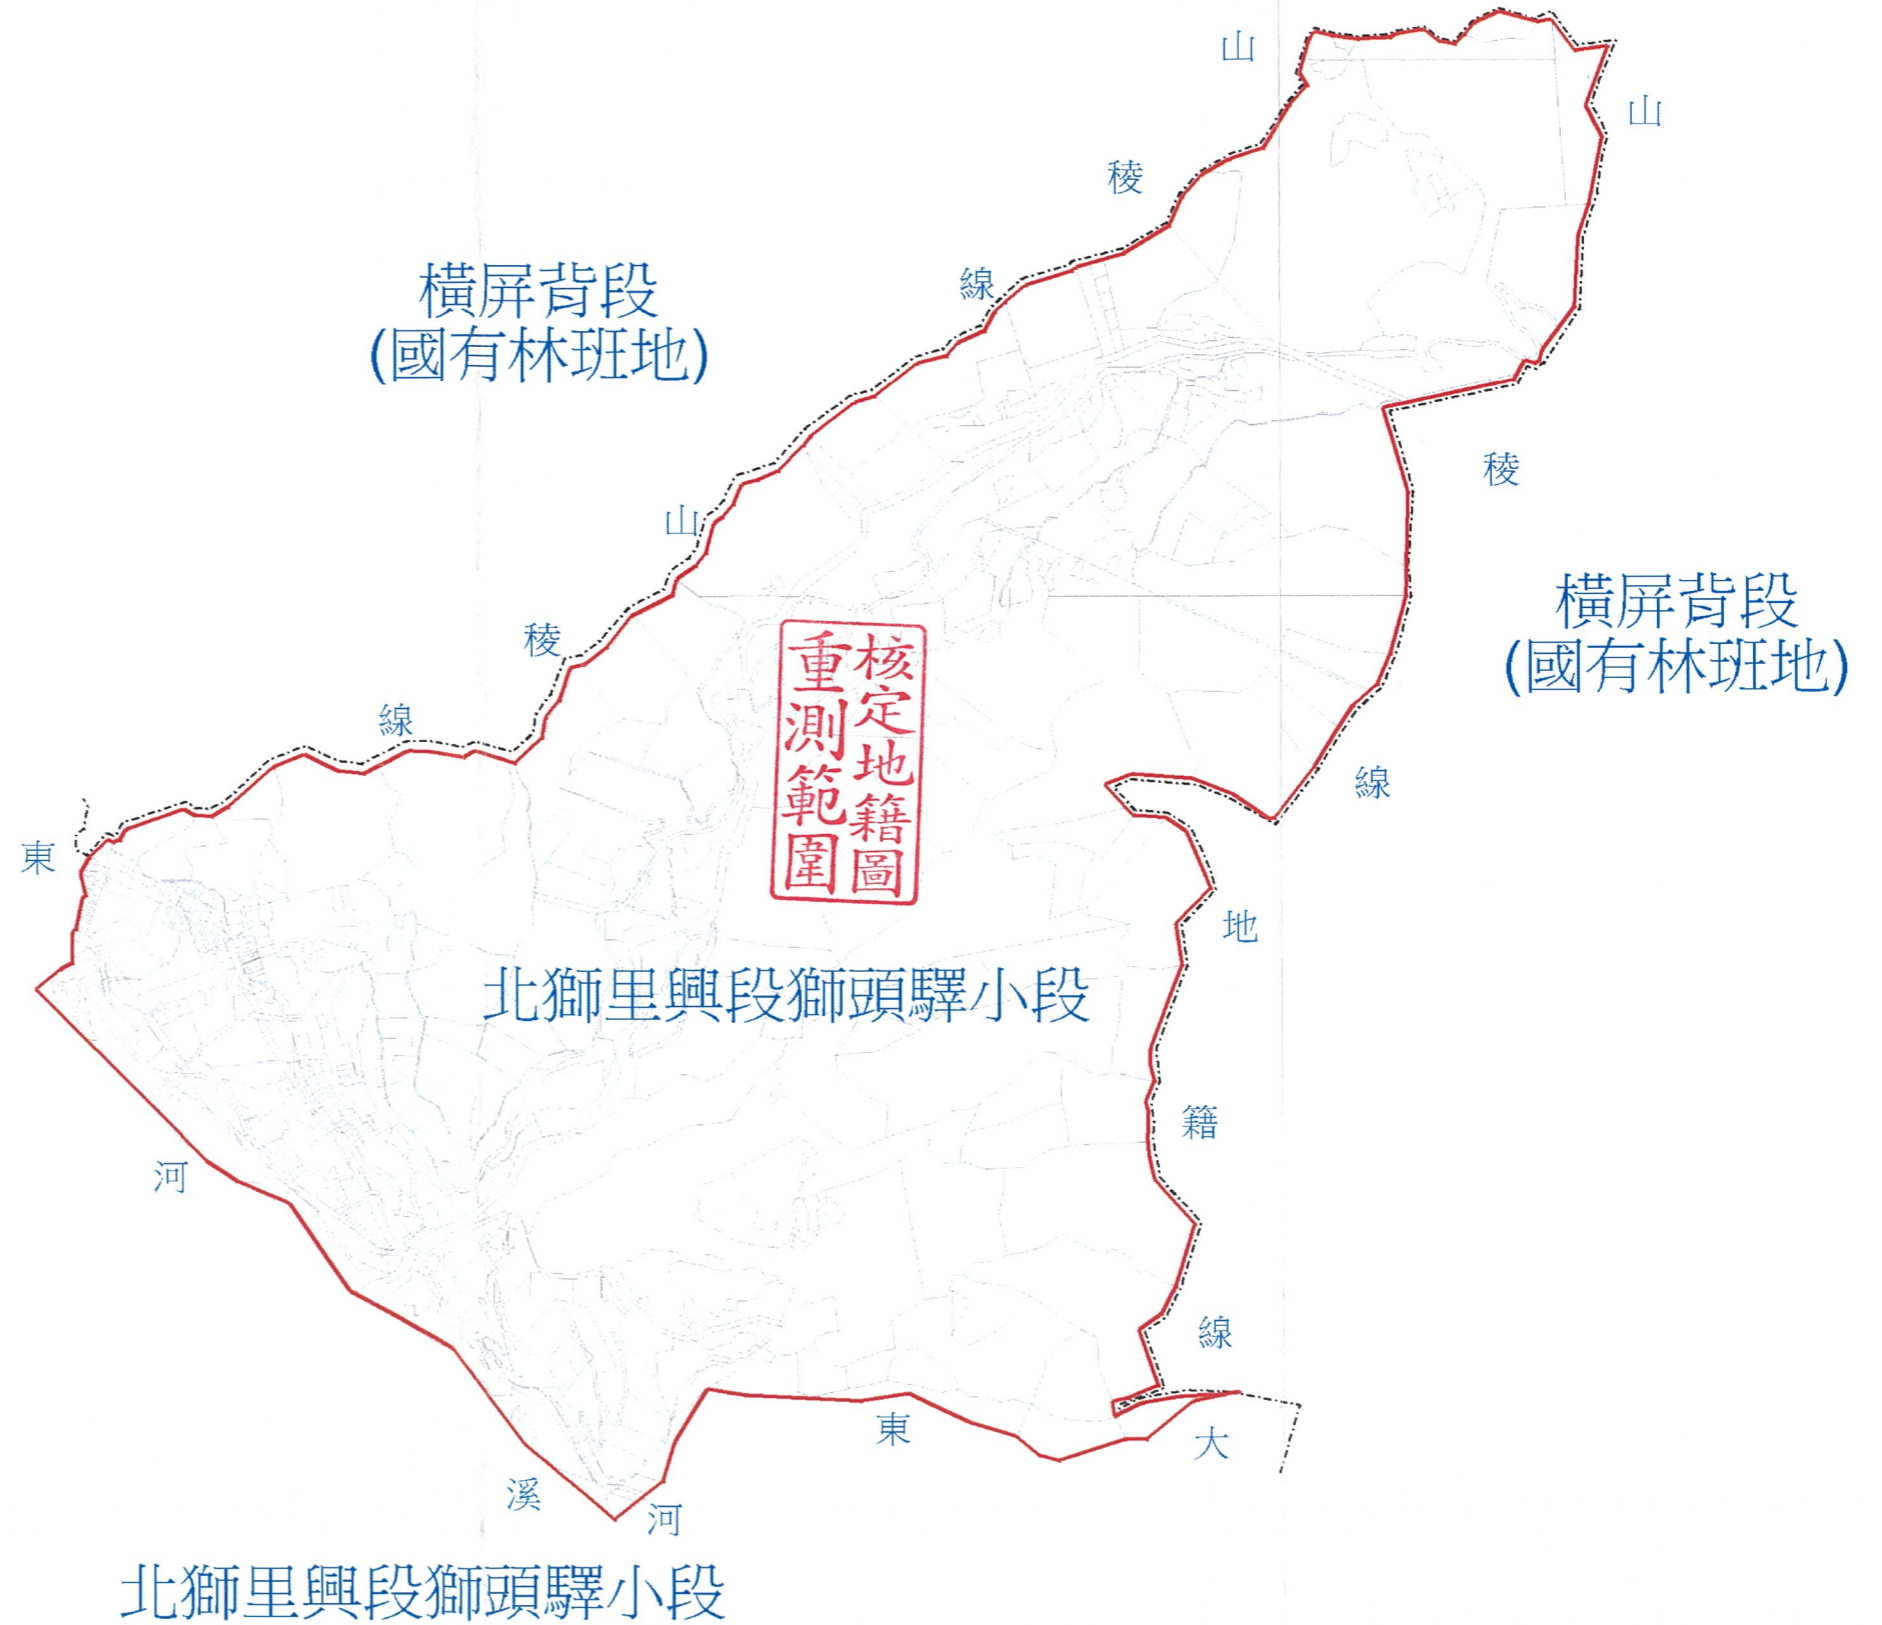 山
山
稜
線
橫屏背段
(國有林班地)
稜
山
橫屏背段
(國有林班地)
稜
核定地籍圖
重測範圍
線
線
東
地
北獅里興段獅頭驛小段
籍
河
線
東
大
溪
河
北獅里興段獅頭驛小段